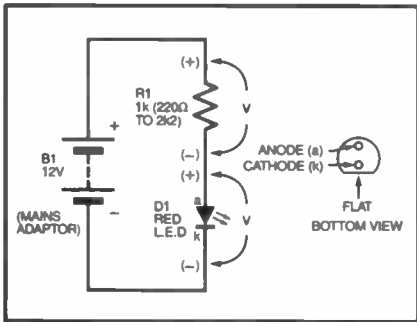 (+)
R1
1k (220Ω
TO 2k2)
V
(−)
+
B1
12V
(MAINS
ADAPTOR)
−
(+)
a
D1
RED
L.E.D
k
V
(−)
ANODE (a)
CATHODE (k)
FLAT
BOTTOM VIEW